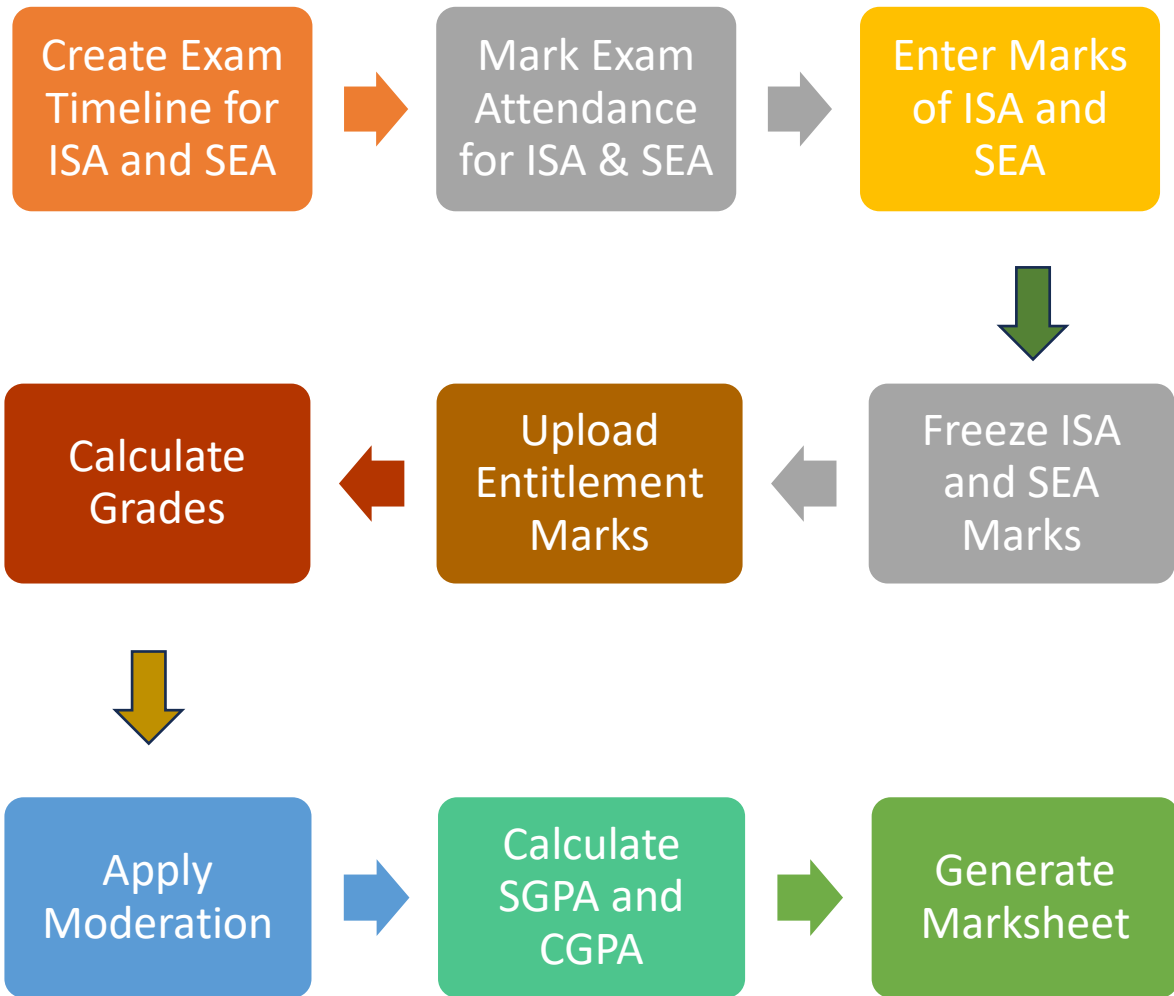 Create Exam
Timeline for
ISA and SEA
Mark Exam
Attendance
for ISA & SEA
Enter Marks
of ISA and
SEA
Freeze ISA
and SEA
Marks
Upload
Entitlement
Marks
Calculate
Grades
Apply
Moderation
Calculate
SGPA and
CGPA
Generate
Marksheet